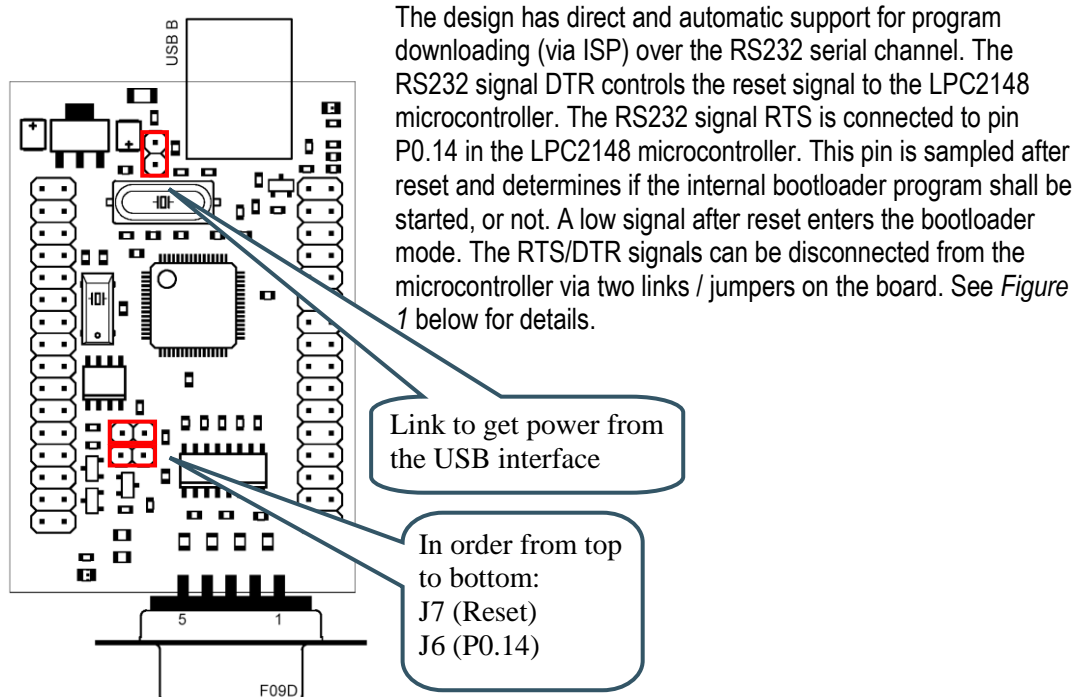 USB B
The design has direct and automatic support for program
downloading (via ISP) over the RS232 serial channel. The
RS232 signal DTR controls the reset signal to the LPC2148
microcontroller. The RS232 signal RTS is connected to pin
P0.14 in the LPC2148 microcontroller. This pin is sampled after
reset and determines if the internal bootloader program shall be
started, or not. A low signal after reset enters the bootloader
mode. The RTS/DTR signals can be disconnected from the
microcontroller via two links / jumpers on the board. See Figure
1 below for details.
+
+
Link to get power from
the USB interface
In order from top
to bottom:
J7 (Reset)
J6 (P0.14)
5 1
F09D